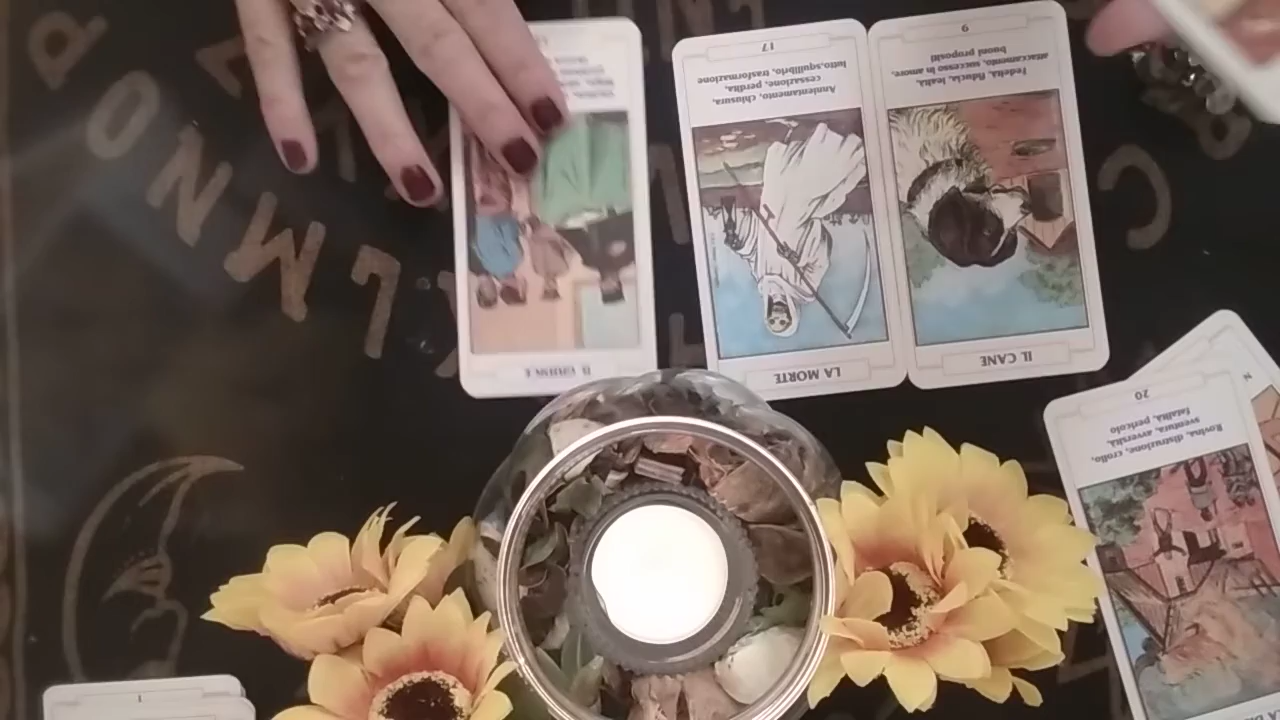 IL CANE
Fedeltà, fiducia, lealtà,
attaccamento, successo in amore,
buoni propositi
9
LA MORTE
Annientamento, chiusura,
cessazione, perdita,
lutto,squilibrio, trasformazione
17
Rovina, distruzione, crollo,
sventura, avversità,
fatalità, pericolo
20
1
B
C
L
M
N
O
P